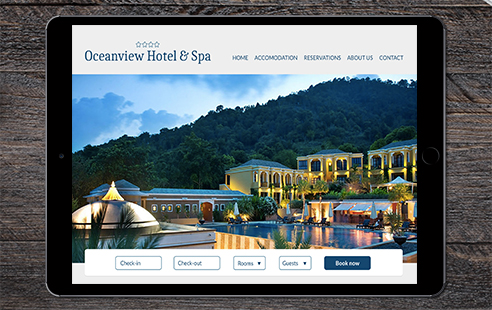 Oceanview Hotel & Spa
HOME ACCOMODATION RESERVATIONS ABOUT US CONTACT
Check-in Check-out Rooms ▼ Guests ▼ Book now